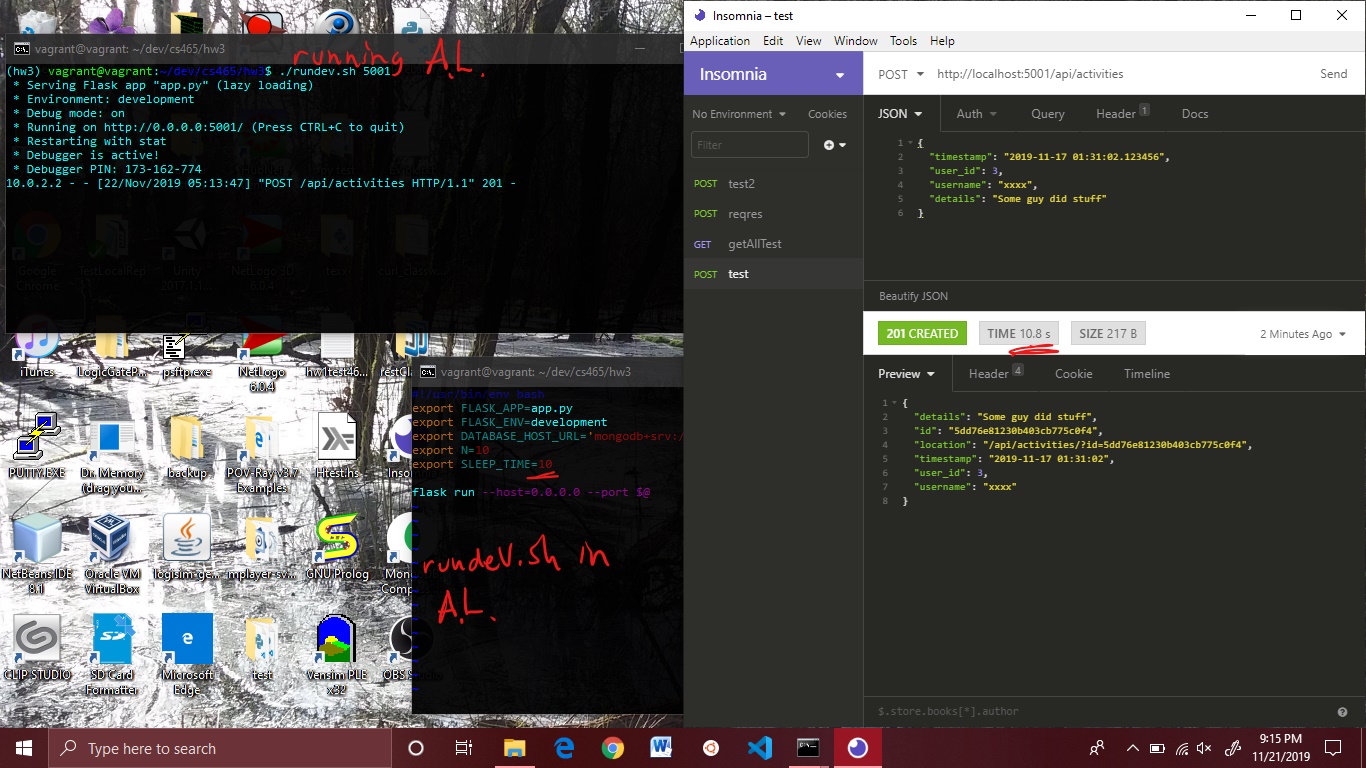 vagrant@vagrant: ~/dev/cs465/hw3
running A.L.
(hw3) vagrant@vagrant:~/dev/cs465/hw3$ ./rundev.sh 5001
* Serving Flask app "app.py" (lazy loading)
* Environment: development
* Debug mode: on
* Running on http://0.0.0.0:5001/ (Press CTRL+C to quit)
* Restarting with stat
* Debugger is active!
* Debugger PIN: 173-162-774
10.0.2.2 - - [22/Nov/2019 05:13:47] "POST /api/activities HTTP/1.1" 201 -
Google Chrome
TestLocalRep
Unity 2017.1.1...
NetLogo 3D 6.0.4
iTunes
LogicGateP...
psftp.exe
NetLogo 6.0.4
hw1test46...
restCl
PUTTY.EXE
Dr. Memory (drag you...
backup
POV-Ray v3.7 Examples
Htest.hs
Inso
NetBeans IDE 8.1
Oracle VM VirtualBox
logisim-ge...
mplayer-sv...
GNU Prolog
Mon
Comp
CLIP STUDIO
SD Card Formatter
Microsoft Edge
test
Vensim PLE x32
OBS Studio
vagrant@vagrant: ~/dev/cs465/hw3
#!/usr/bin/env bash
export FLASK_APP=app.py
export FLASK_ENV=development
export DATABASE_HOST_URL='mongodb+srv:/
export N=10
export SLEEP_TIME=10
flask run --host=0.0.0.0 --port $@
~
~
~
~
~
~
~
~
~
~
~
~
~
~
rundev.sh in
A.L.
Insomnia – test
Application Edit View Window Tools Help
Insomnia
POST http://localhost:5001/api/activities Send
No Environment Cookies
Filter
POST test2
POST reqres
GET getAllTest
POST test
JSON Auth Query Header 1 Docs
1 {
2 "timestamp": "2019-11-17 01:31:02.123456",
3 "user_id": 3,
4 "username": "xxxx",
5 "details": "Some guy did stuff"
6 }
Beautify JSON
201 CREATED TIME 10.8 s SIZE 217 B 2 Minutes Ago
Preview Header 4 Cookie Timeline
1 {
2 "details": "Some guy did stuff",
3 "id": "5dd76e81230b403cb775c0f4",
4 "location": "/api/activities/?id=5dd76e81230b403cb775c0f4",
5 "timestamp": "2019-11-17 01:31:02",
6 "user_id": 3,
7 "username": "xxxx"
8 }
$.store.books[*].author
Type here to search
9:15 PM
11/21/2019